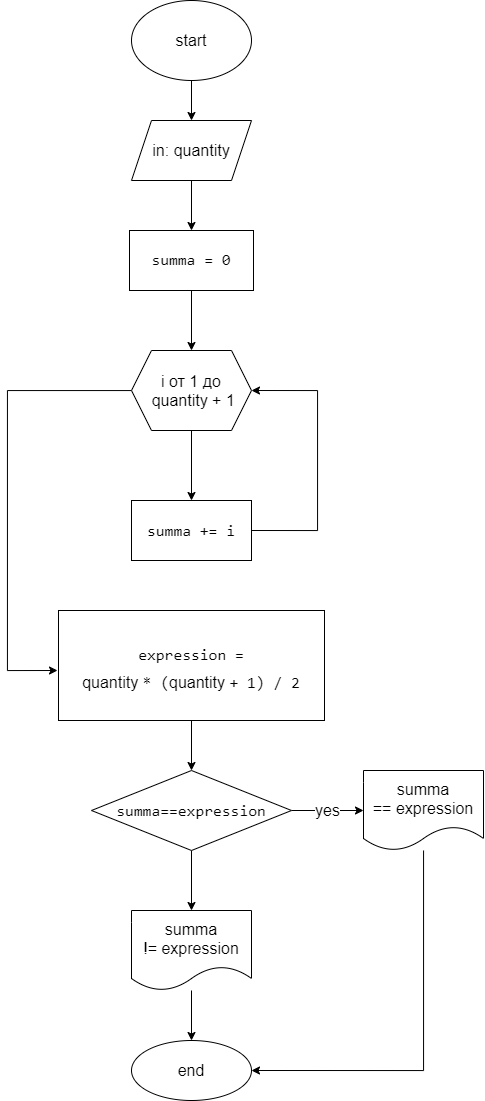 start
in: quantity
summa = 0
i от 1 до
quantity + 1
summa += i
expression =
quantity * (quantity + 1) / 2
summa==expression
yes
summa
== expression
summa
!= expression
end